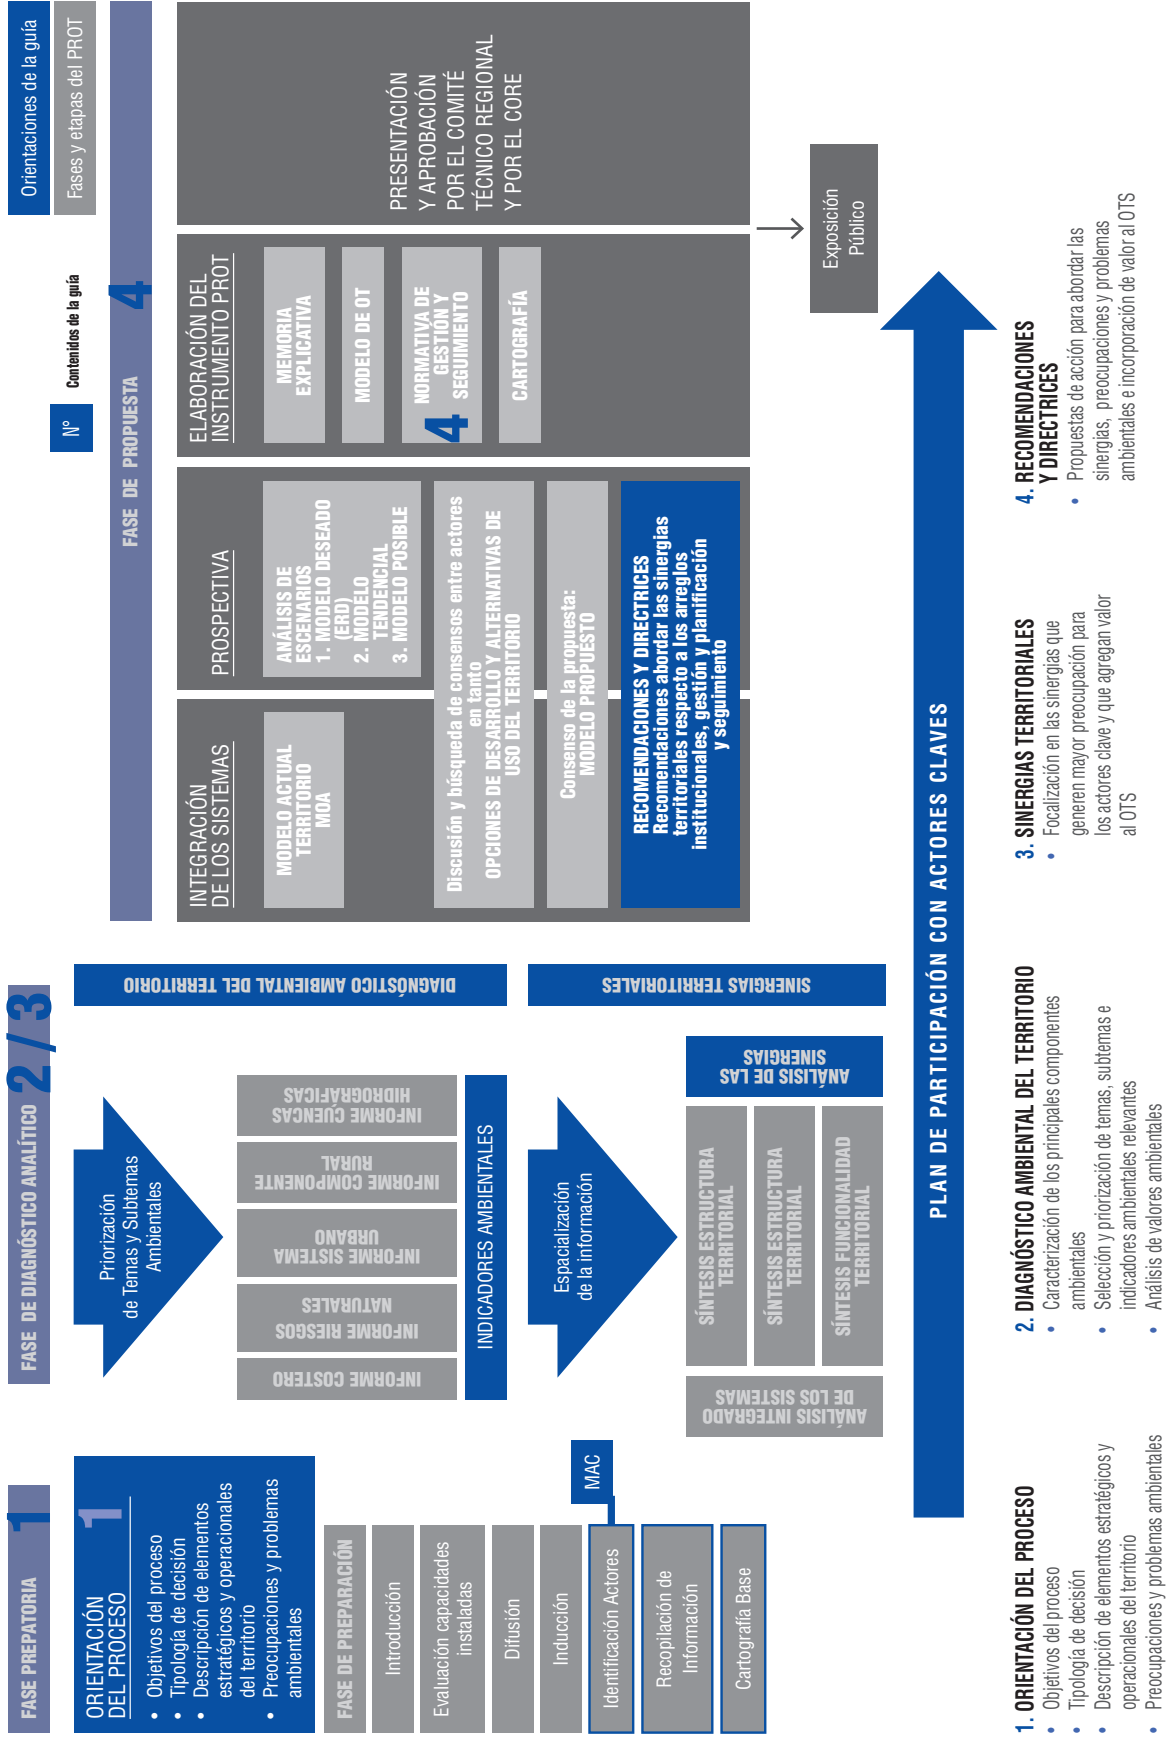 Orientaciones de la guía
Fases y etapas del PROT
N°
Contenidos de la guía
FASE PREPATORIA
1
ORIENTACIÓN
DEL PROCESO
1
• Objetivos del proceso
• Tipología de decisión
• Descripción de elementos
estratégicos y operacionales
del territorio
• Preocupaciones y problemas
ambientales
FASE DE PREPARACIÓN
Introducción
Evaluación capacidades
instaladas
Difusión
Inducción
Identificación Actores
MAC
Recopilación de
Información
Cartografía Base
FASE DE DIAGNÓSTICO ANALÍTICO
2 / 3
Priorización
de Temas y Subtemas
Ambientales
INFORME COSTERO
INFORME RIESGOS
NATURALES
INFORME SISTEMA
URBANO
INFORME COMPONENTE
RURAL
INFORME CUENCAS
HIDROGRÁFICAS
INDICADORES AMBIENTALES
Espacialización
de la información
ANÁLISIS INTEGRADO
DE LOS SISTEMAS
SÍNTESIS ESTRUCTURA
TERRITORIAL
SÍNTESIS ESTRUCTURA
TERRITORIAL
SÍNTESIS FUNCIONALIDAD
TERRITORIAL
ANÁLISIS DE LAS
SINERGIAS
DIAGNÓSTICO AMBIENTAL DEL TERRITORIO
SINERGIAS TERRITORIALES
FASE DE PROPUESTA
4
INTEGRACIÓN
DE LOS SISTEMAS
MODELO ACTUAL
TERRITORIO
MOA
PROSPECTIVA
ANÁLISIS DE
ESCENARIOS
1. MODELO DESEADO
(ERD)
2. MODELO
TENDENCIAL
3. MODELO POSIBLE
Discusión y búsqueda de consensos entre actores
en tanto
OPCIONES DE DESARROLLO Y ALTERNATIVAS DE
USO DEL TERRITORIO
Consenso de la propuesta:
MODELO PROPUESTO
RECOMENDACIONES Y DIRECTRICES
Recomendaciones abordar las sinergias
territoriales respecto a los arreglos
institucionales, gestión y planificación
y seguimiento
ELABORACIÓN DEL
INSTRUMENTO PROT
MEMORIA
EXPLICATIVA
MODELO DE OT
4
NORMATIVA DE
GESTIÓN Y
SEGUIMIENTO
CARTOGRAFÍA
PRESENTACIÓN
Y APROBACIÓN
POR EL COMITÉ
TÉCNICO REGIONAL
Y POR EL CORE
Exposición
Público
PLAN DE PARTICIPACIÓN CON ACTORES CLAVES
1. ORIENTACIÓN DEL PROCESO
• Objetivos del proceso
• Tipología de decisión
• Descripción de elementos estratégicos y
operacionales del territorio
• Preocupaciones y problemas ambientales
2. DIAGNÓSTICO AMBIENTAL DEL TERRITORIO
• Caracterización de los principales componentes
ambientales
• Selección y priorización de temas, subtemas e
indicadores ambientales relevantes
• Análisis de valores ambientales
3. SINERGIAS TERRITORIALES
• Focalización en las sinergias que
generen mayor preocupación para
los actores clave y que agregan valor
al OTS
4. RECOMENDACIONES
Y DIRECTRICES
• Propuestas de acción para abordar las
sinergias, preocupaciones y problemas
ambientales e incorporación de valor al OTS